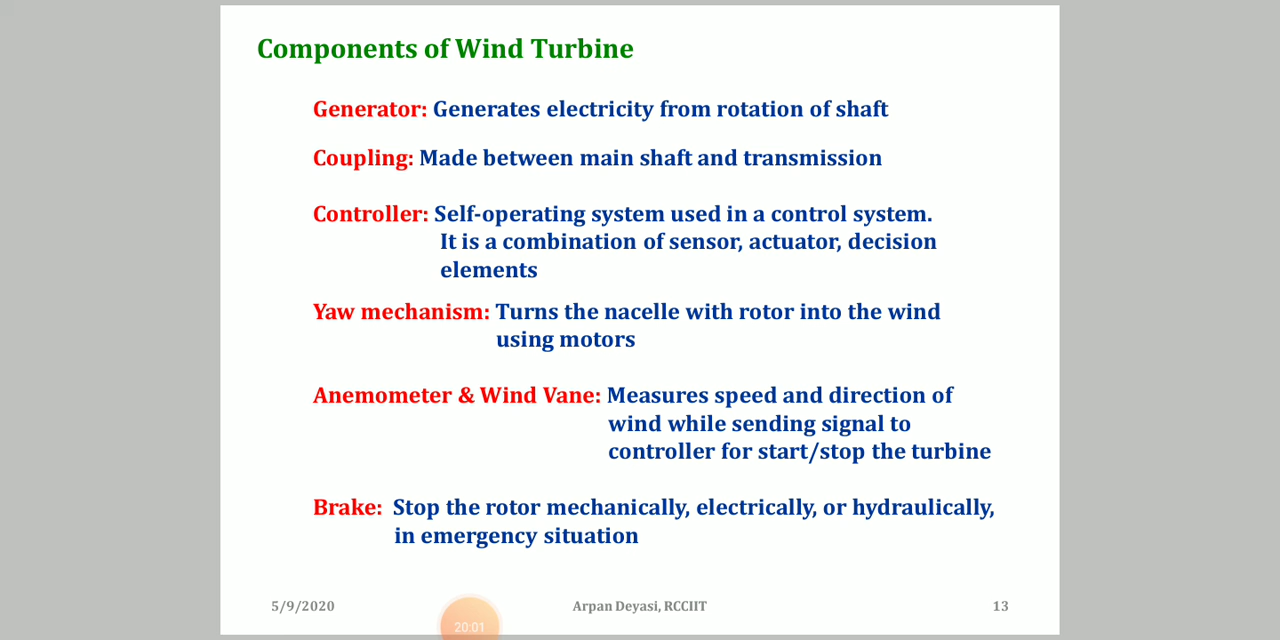 Components of Wind Turbine
Generator: Generates electricity from rotation of shaft
Coupling: Made between main shaft and transmission
Controller: Self-operating system used in a control system.
It is a combination of sensor, actuator, decision
elements
Yaw mechanism: Turns the nacelle with rotor into the wind
using motors
Anemometer & Wind Vane: Measures speed and direction of
wind while sending signal to
controller for start/stop the turbine
Brake: Stop the rotor mechanically, electrically, or hydraulically,
in emergency situation
5/9/2020 Arpan Deyasi, RCCIIT 13
20:01